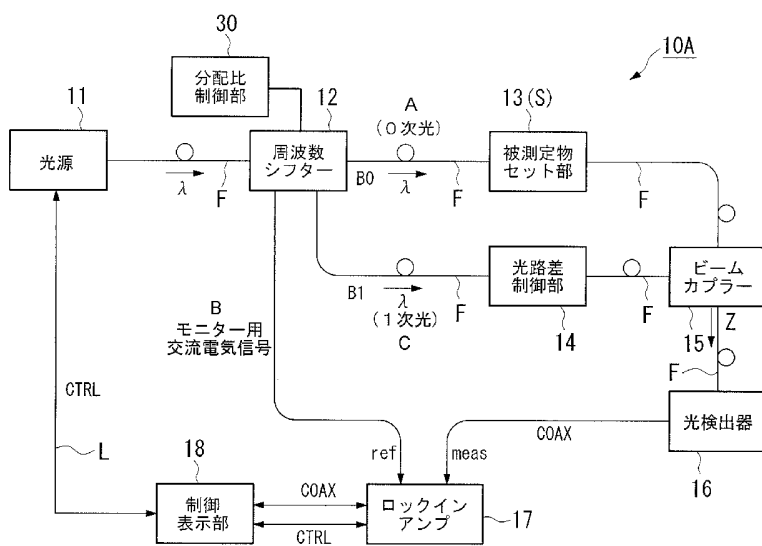 30
10A
分配比
制御部
11
12
A
(0次光)
13(S)
光源
λ
F
周波数
シフター
B0
λ
F
被測定物
セット部
F
B1
λ
(1次光)
C
F
光路差
制御部
14
F
ビーム
カプラー
15
Z
F
B
モニター用
交流電気信号
CTRL
L
ref
meas
COAX
光検出器
16
18
制御
表示部
COAX
CTRL
ロックイン
アンプ
17